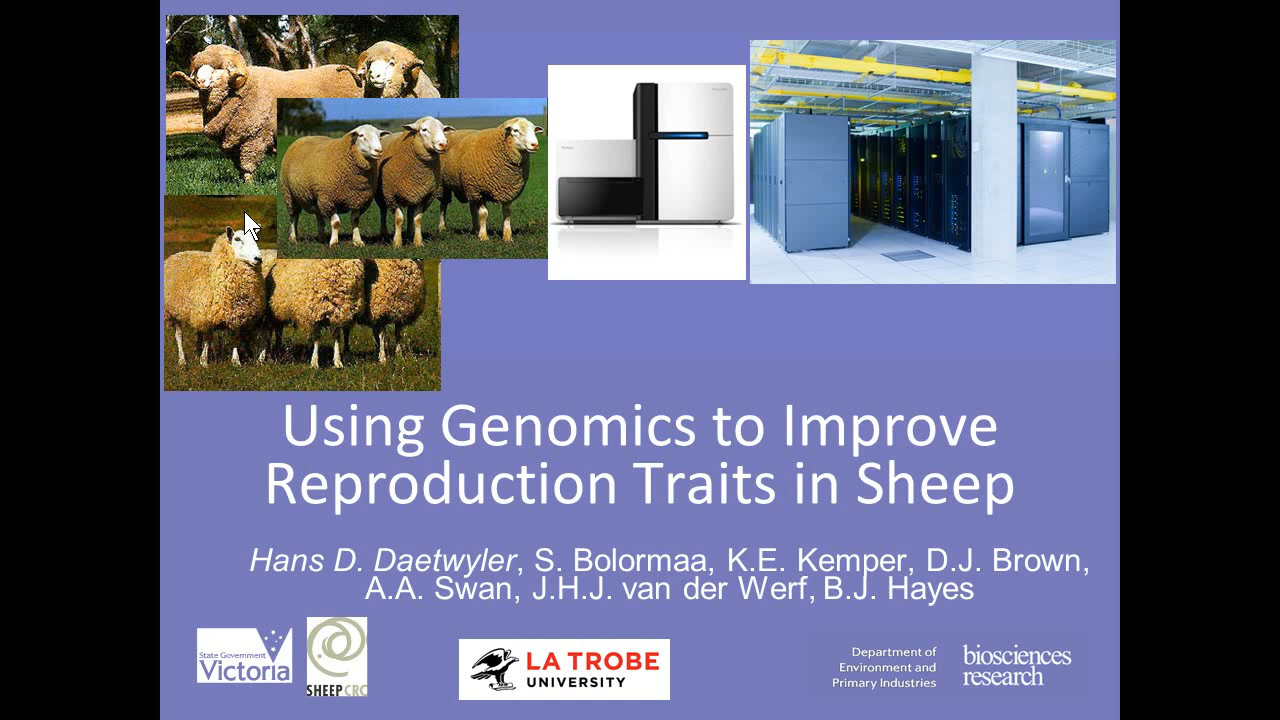 Using Genomics to Improve
Reproduction Traits in Sheep
Hans D. Daetwyler, S. Bolormaa, K.E. Kemper, D.J. Brown,
A.A. Swan, J.H.J. van der Werf, B.J. Hayes
State Government
Victoria
SHEEP CRC
LA TROBE
UNIVERSITY
Department of
Environment and
Primary Industries
biosciences
research